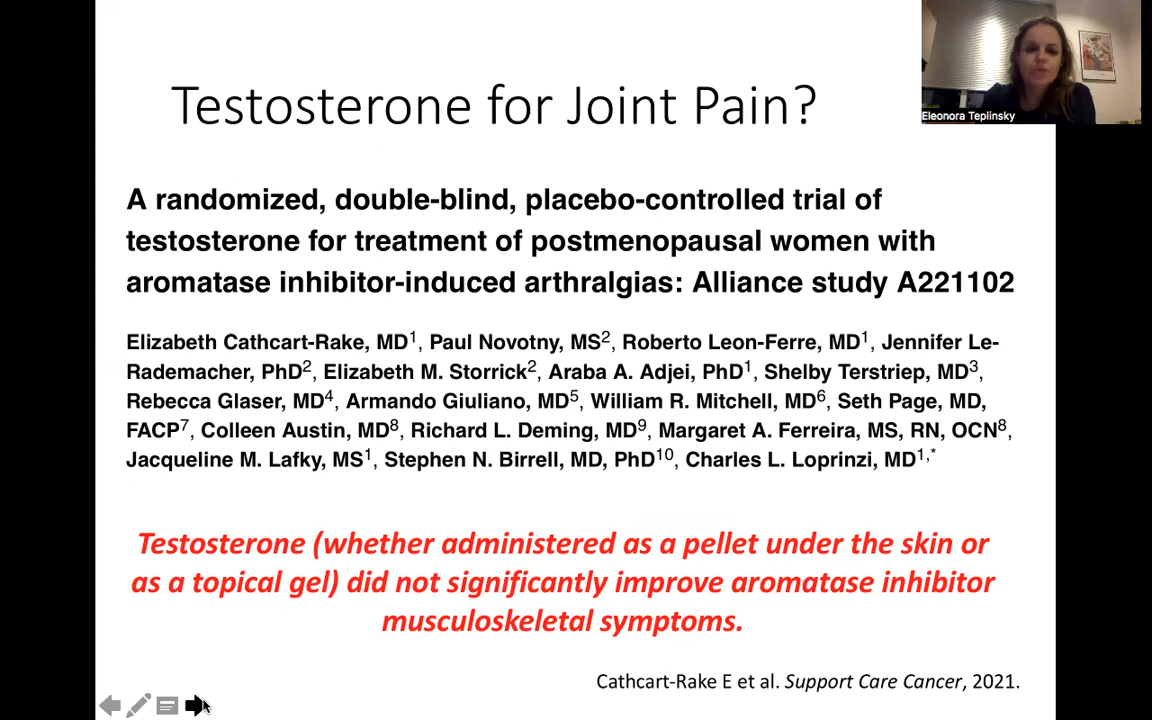 Testosterone for Joint Pain?
Eleonora Teplinsky
A randomized, double-blind, placebo-controlled trial of
testosterone for treatment of postmenopausal women with
aromatase inhibitor-induced arthralgias: Alliance study A221102
Elizabeth Cathcart-Rake, MD1, Paul Novotny, MS2, Roberto Leon-Ferre, MD1, Jennifer Le-
Rademacher, PhD2, Elizabeth M. Storrick2, Araba A. Adjei, PhD1, Shelby Terstriep, MD3,
Rebecca Glaser, MD4, Armando Giuliano, MD5, William R. Mitchell, MD6, Seth Page, MD,
FACP7, Colleen Austin, MD8, Richard L. Deming, MD9, Margaret A. Ferreira, MS, RN, OCN8,
Jacqueline M. Lafky, MS1, Stephen N. Birrell, MD, PhD10, Charles L. Loprinzi, MD1,*
Testosterone (whether administered as a pellet under the skin or
as a topical gel) did not significantly improve aromatase inhibitor
musculoskeletal symptoms.
Cathcart-Rake E et al. Support Care Cancer, 2021.